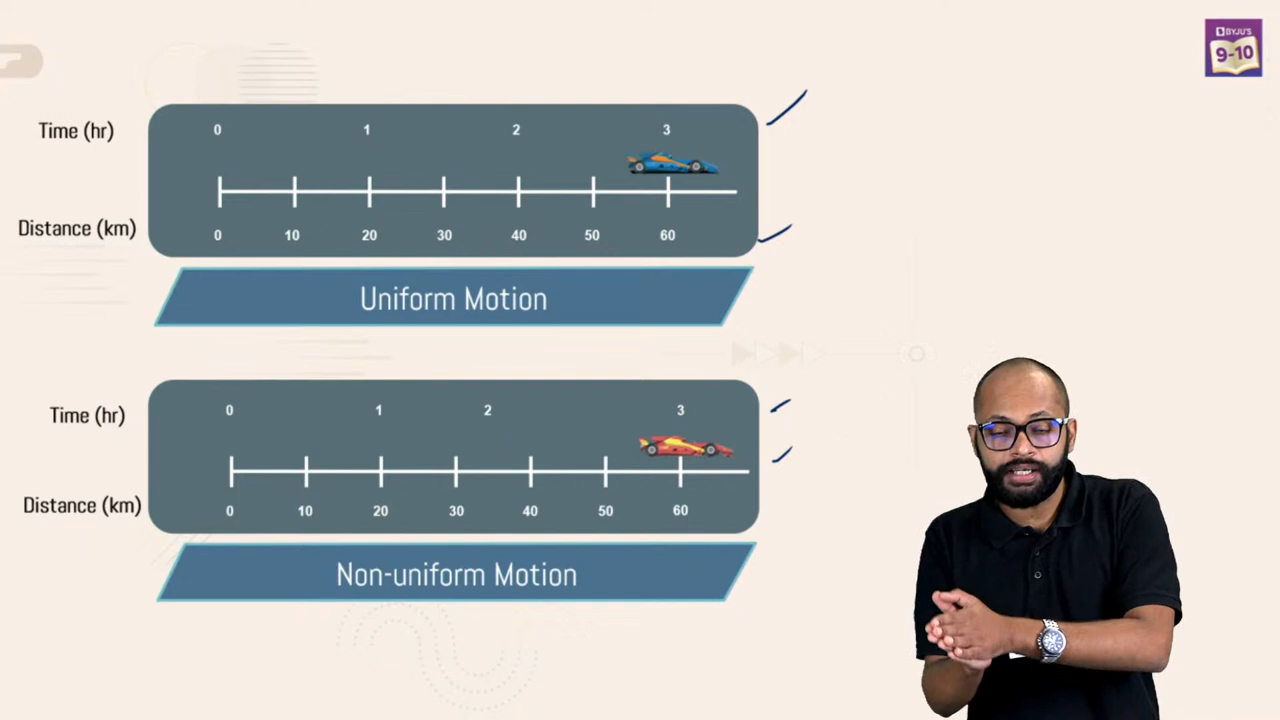 BYJU'S
9-10
Time (hr) 0 1 2 3
Distance (km) 0 10 20 30 40 50 60
Uniform Motion
Time (hr) 0 1 2 3
Distance (km) 0 10 20 30 40 50 60
Non-uniform Motion